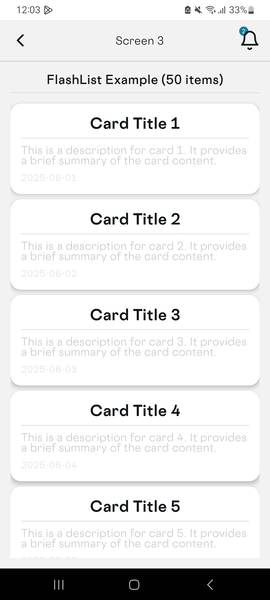 12:03
33%
Screen 3
2
FlashList Example (50 items)
Card Title 1
This is a description for card 1. It provides
a brief summary of the card content.
2025-06-01
Card Title 2
This is a description for card 2. It provides
a brief summary of the card content.
2025-06-02
Card Title 3
This is a description for card 3. It provides
a brief summary of the card content.
2025-06-03
Card Title 4
This is a description for card 4. It provides
a brief summary of the card content.
2025-06-04
Card Title 5
This is a description for card 5. It provides
a brief summary of the card content.